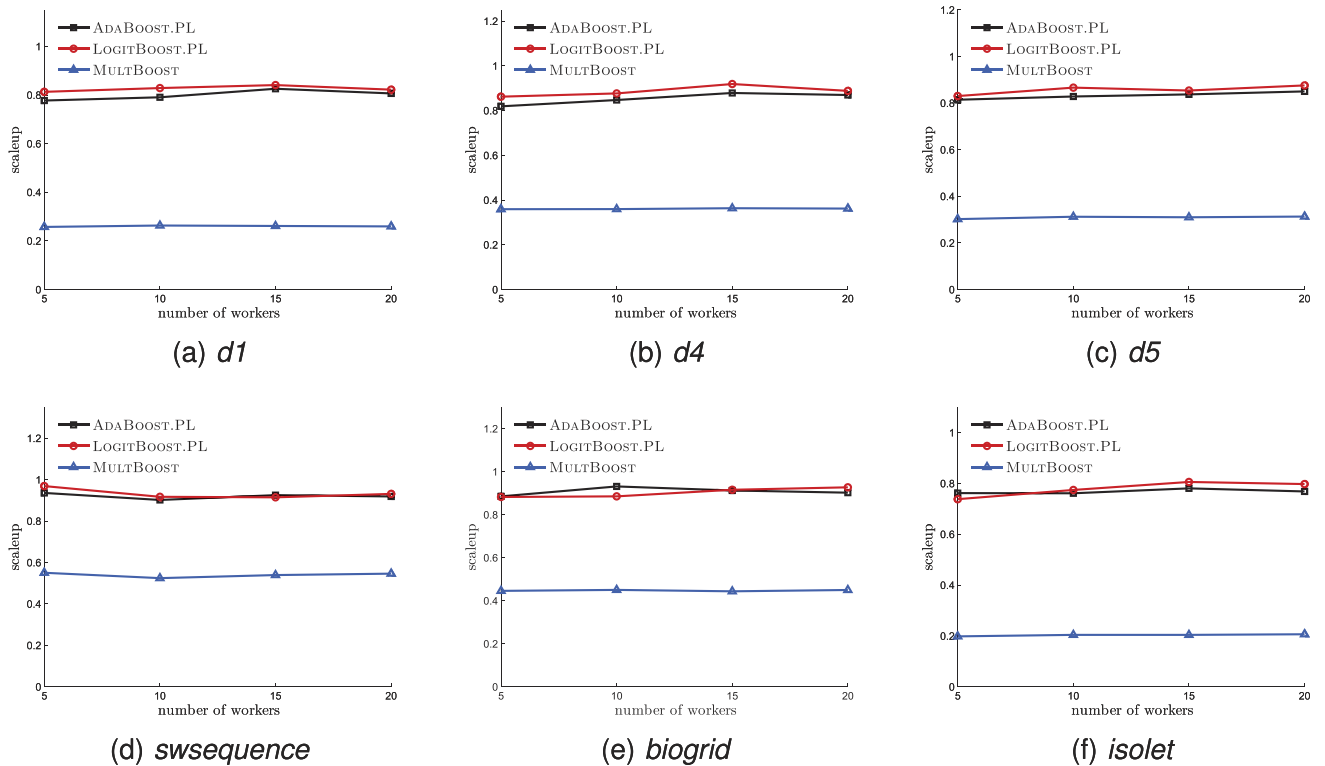 ADABOOST.PL
LOGITBOOST.PL
MULTBOOST
1
0.8
0.6
0.4
0.2
0
scaleup
5 10 15 20
number of workers
(a) d1
1.2
ADABOOST.PL
LOGITBOOST.PL
MULTBOOST
1
0.8
0.6
0.4
0.2
0
scaleup
5 10 15 20
number of workers
(b) d4
1.2
ADABOOST.PL
LOGITBOOST.PL
MULTBOOST
1
0.8
0.6
0.4
0.2
0
scaleup
5 10 15 20
number of workers
(c) d5
ADABOOST.PL
LOGITBOOST.PL
MULTBOOST
1.2
1
0.8
0.6
0.4
0.2
0
scaleup
5 10 15 20
number of workers
(d) swsequence
ADABOOST.PL
LOGITBOOST.PL
MULTBOOST
1.2
1
0.8
0.6
0.4
0.2
0
scaleup
5 10 15 20
number of workers
(e) biogrid
ADABOOST.PL
LOGITBOOST.PL
MULTBOOST
1
0.8
0.6
0.4
0.2
0
scaleup
5 10 15 20
number of workers
(f) isolet